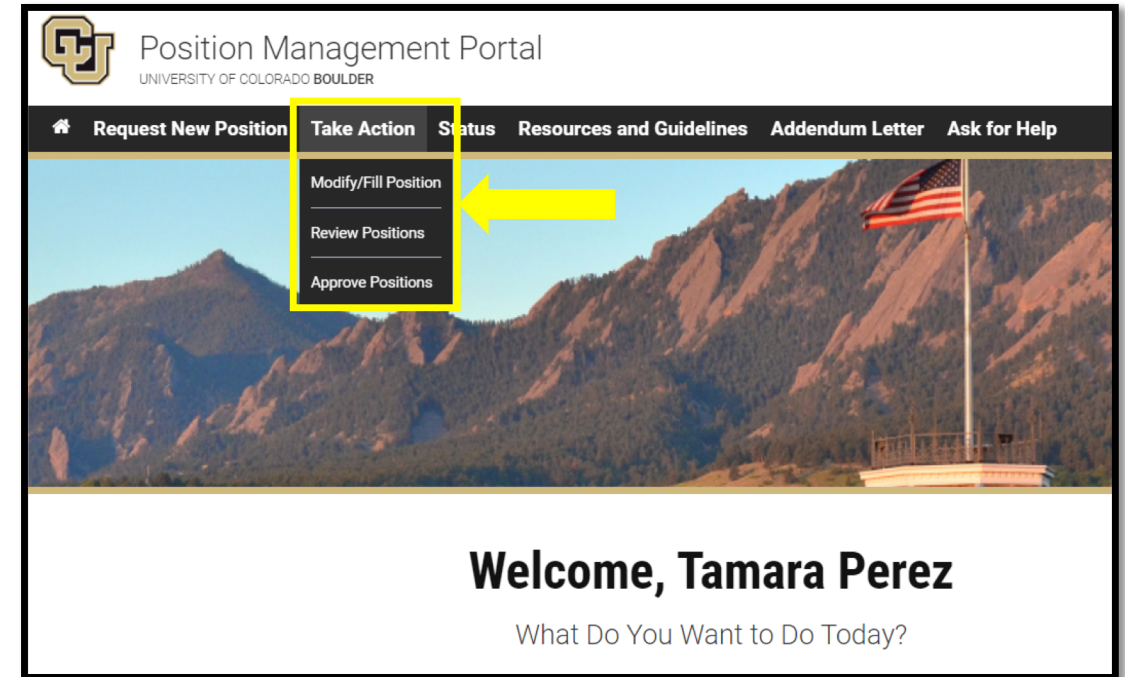 CU
Position Management Portal
UNIVERSITY OF COLORADO BOULDER
Request New Position Take Action Status Resources and Guidelines Addendum Letter Ask for Help
Modify/Fill Position
Review Positions
Approve Positions
Welcome, Tamara Perez
What Do You Want to Do Today?